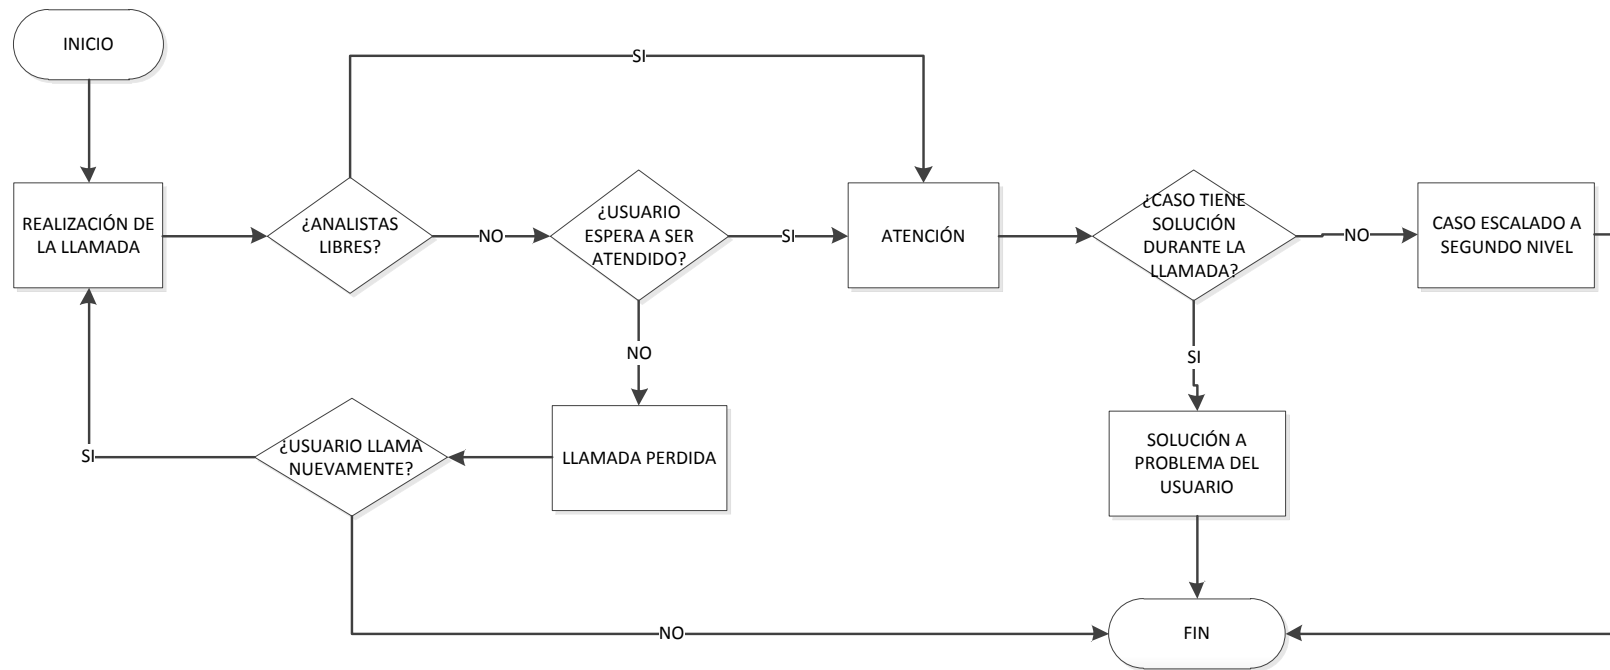 INICIO
SI
REALIZACIÓN DE
LA LLAMADA
¿ANALISTAS
LIBRES?
NO
¿USUARIO
ESPERA A SER
ATENDIDO?
SI
ATENCIÓN
¿CASO TIENE
SOLUCIÓN
DURANTE LA
LLAMADA?
NO
CASO ESCALADO A
SEGUNDO NIVEL
NO
SI
SI
¿USUARIO LLAMA
NUEVAMENTE?
LLAMADA PERDIDA
SOLUCIÓN A
PROBLEMA DEL
USUARIO
NO
FIN